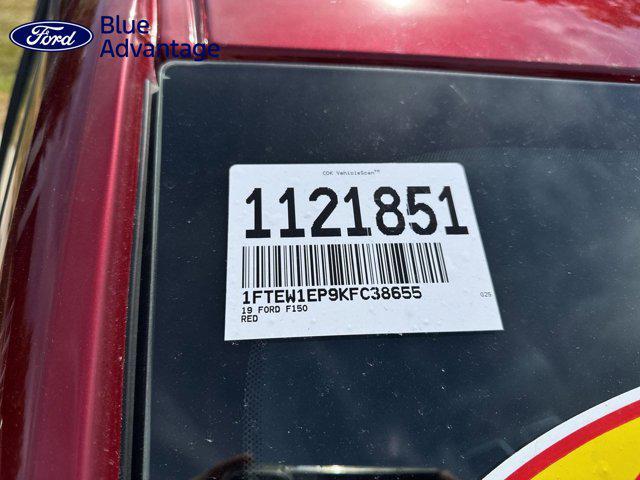 Ford
Blue
Advantage
CDK VehicleScan™
1121851
1FTEW1EP9KFC38655
19 FORD F150
RED
025